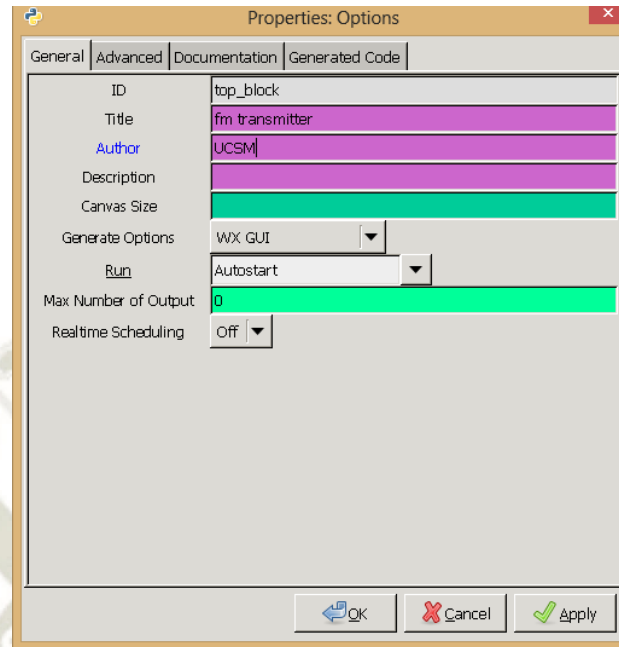 Properties: Options
General Advanced Documentation Generated Code
ID top_block
Title fm transmitter
Author UCSM
Description
Canvas Size
Generate Options WX GUI
Run Autostart
Max Number of Output 0
Realtime Scheduling Off
OK Cancel Apply